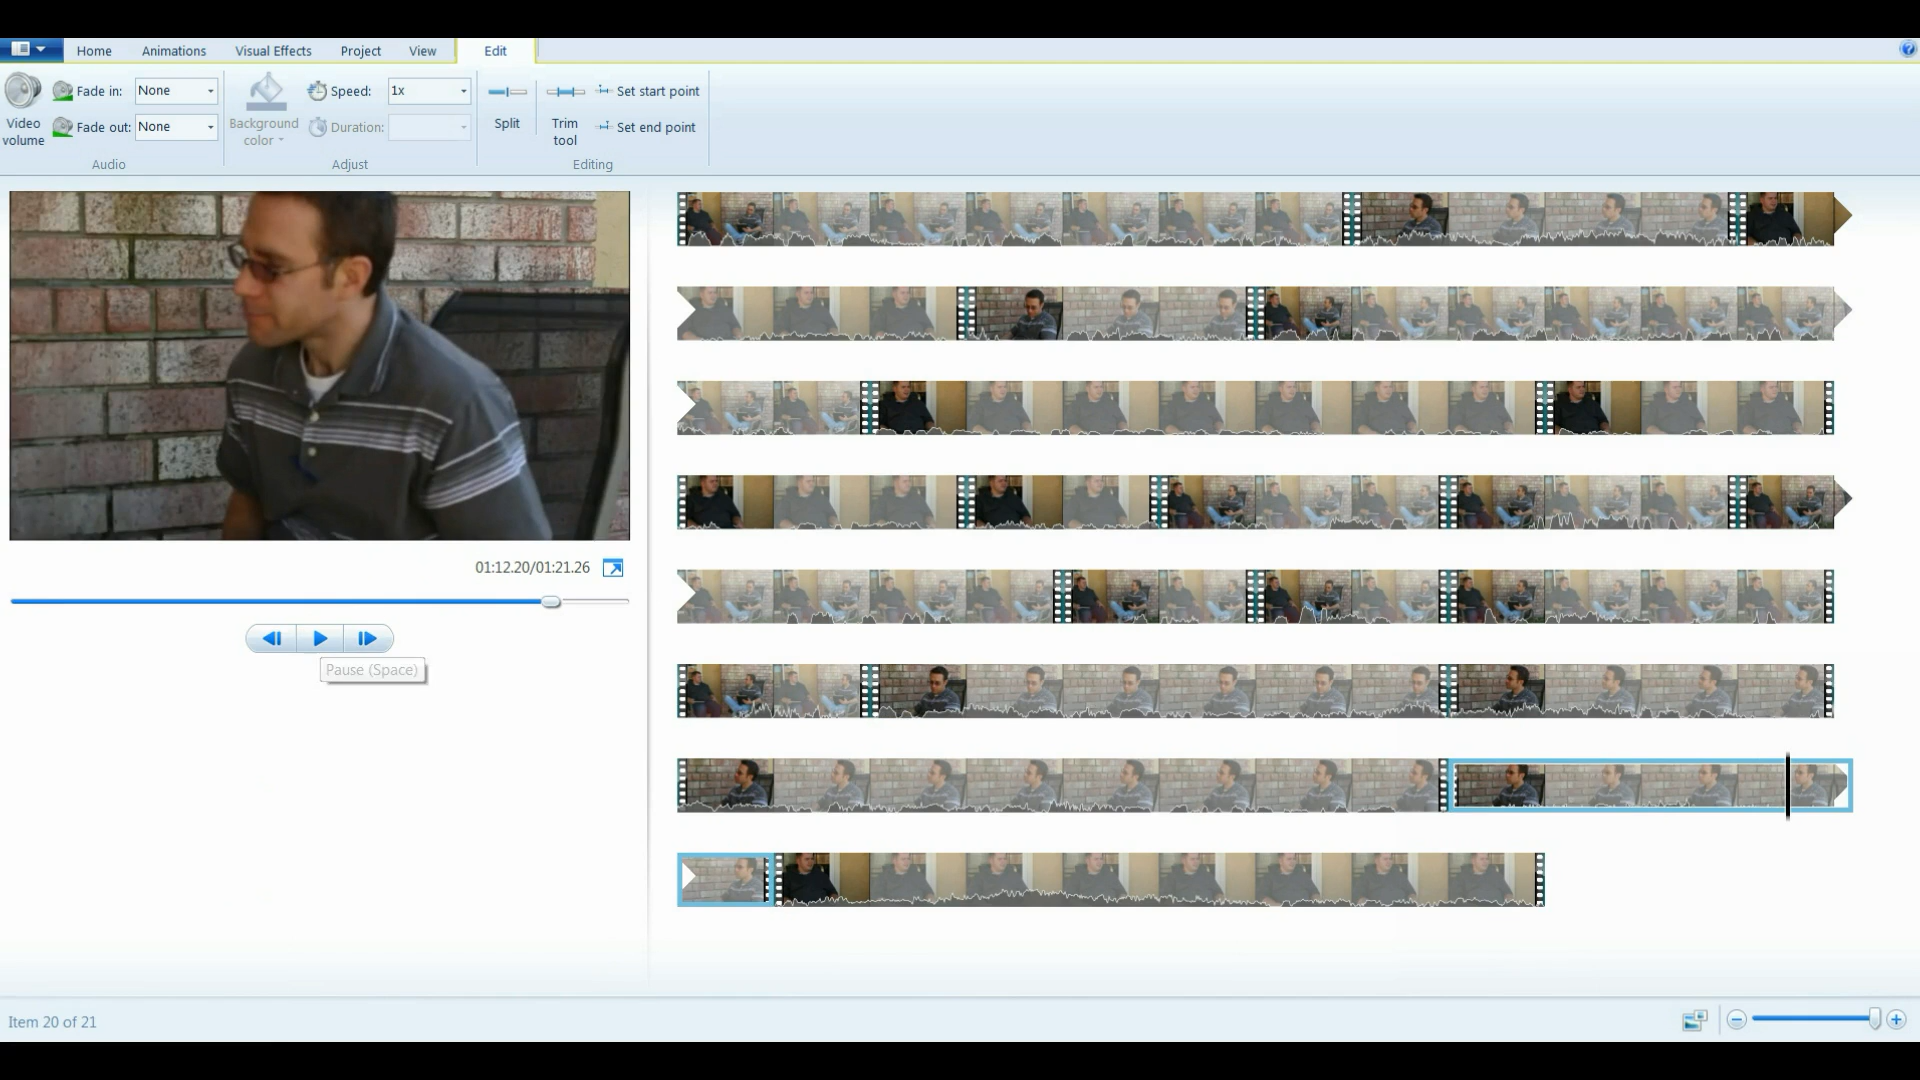 Home Animations Visual Effects Project View Edit
Fade in: None
Speed: 1x
Set start point
Video volume
Fade out: None
Background color
Duration:
Split
Trim tool
Set end point
Audio
Adjust
Editing
01:12.20/01:21.26
Pause (Space)
Item 20 of 21